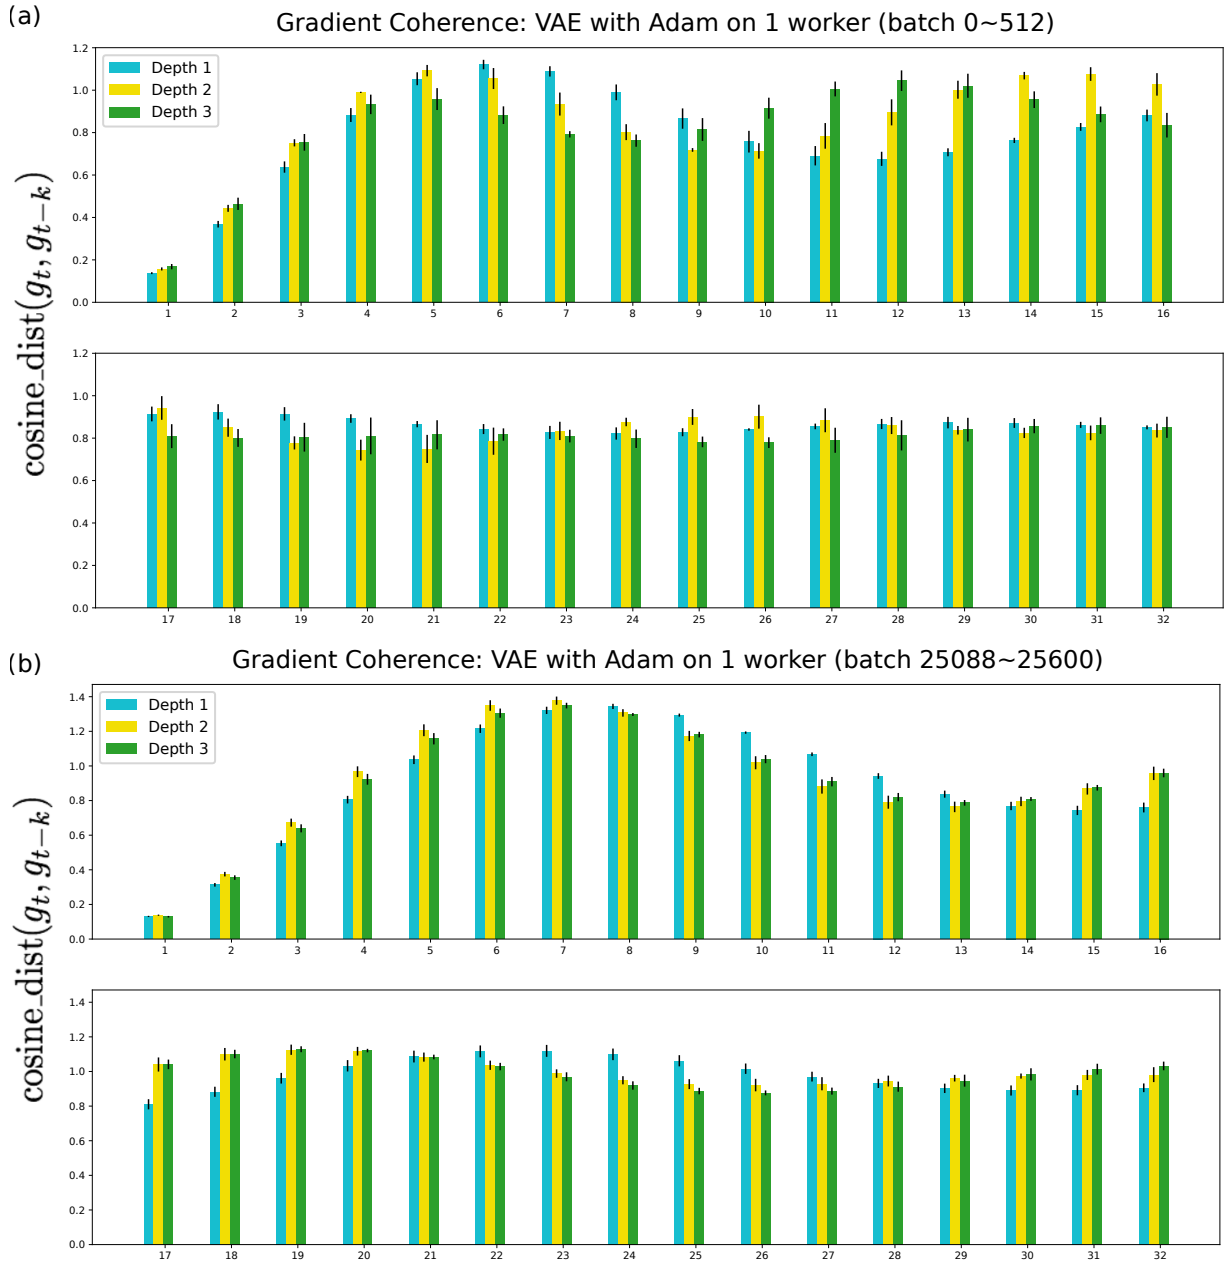 (a)
Gradient Coherence: VAE with Adam on 1 worker (batch 0~512)
1.2
1.0
0.8
0.6
0.4
0.2
0.0
Depth 1
Depth 2
Depth 3
1 2 3 4 5 6 7 8 9 10 11 12 13 14 15 16
cosine_dist(g_t, g_{t−k})
1.2
1.0
0.8
0.6
0.4
0.2
0.0
17 18 19 20 21 22 23 24 25 26 27 28 29 30 31 32
(b)
Gradient Coherence: VAE with Adam on 1 worker (batch 25088~25600)
1.4
1.2
1.0
0.8
0.6
0.4
0.2
0.0
Depth 1
Depth 2
Depth 3
1 2 3 4 5 6 7 8 9 10 11 12 13 14 15 16
cosine_dist(g_t, g_{t−k})
1.4
1.2
1.0
0.8
0.6
0.4
0.2
0.0
17 18 19 20 21 22 23 24 25 26 27 28 29 30 31 32